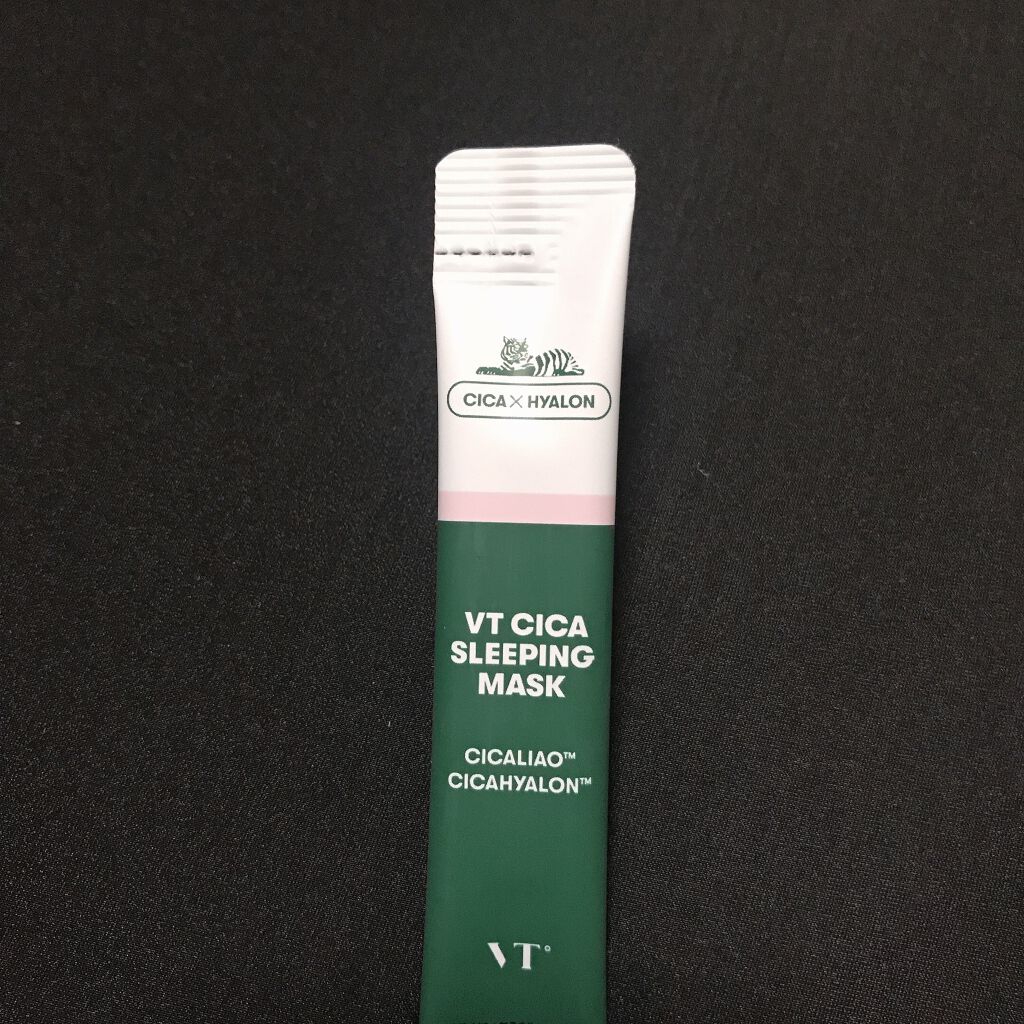 CICA × HYALON
VT CICA
SLEEPING
MASK
CICALIAO™
CICAHYALON™
VT°